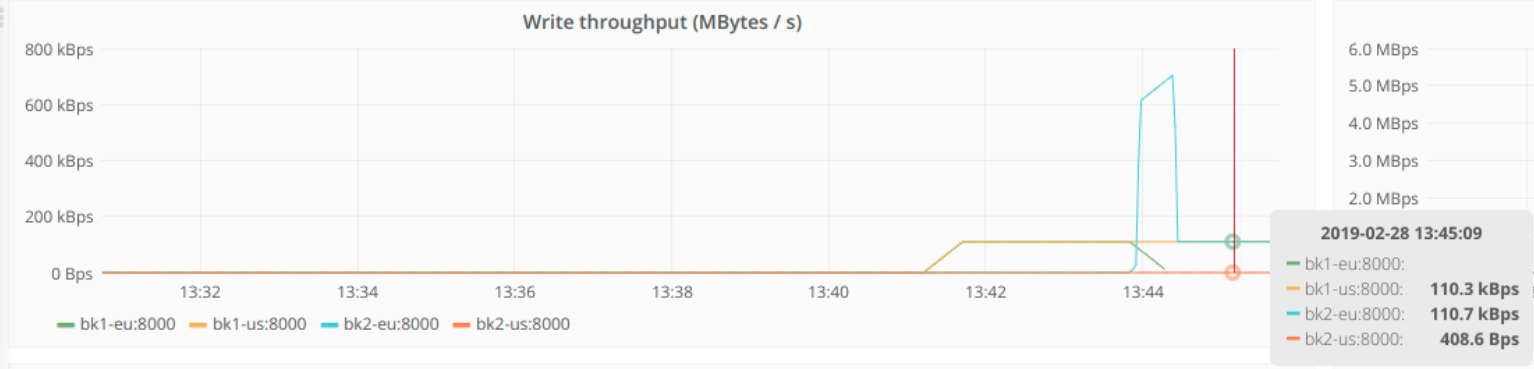 Write throughput (MBytes / s)
800 kBps
600 kBps
400 kBps
200 kBps
0 Bps
13:32 13:34 13:36 13:38 13:40 13:42 13:44
bk1-eu:8000 bk1-us:8000 bk2-eu:8000 bk2-us:8000
6.0 MBps
5.0 MBps
4.0 MBps
3.0 MBps
2.0 MBps
2019-02-28 13:45:09
bk1-eu:8000:
bk1-us:8000: 110.3 kBps
bk2-eu:8000: 110.7 kBps
bk2-us:8000: 408.6 Bps